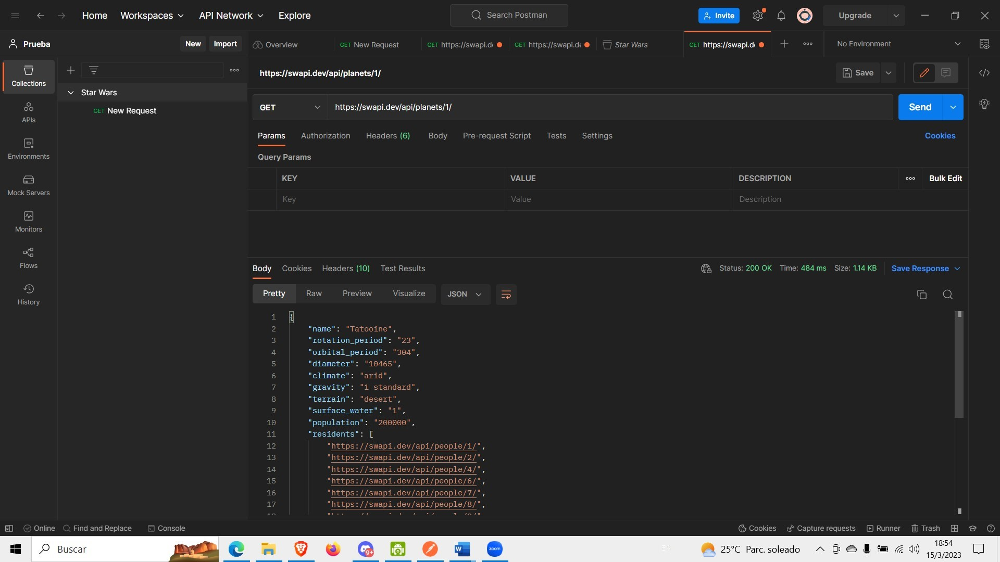 Home
Workspaces
API Network
Explore
Search Postman
Invite
Upgrade
Prueba
New
Import
Overview
GET New Request
GET https://swapi.de
GET https://swapi.de
Star Wars
GET https://swapi.de
No Environment
Collections
APIs
Environments
Mock Servers
Monitors
Flows
History
Star Wars
GET New Request
https://swapi.dev/api/planets/1/
Save
GET
https://swapi.dev/api/planets/1/
Send
Params Authorization Headers (6) Body Pre-request Script Tests Settings
Cookies
Query Params
KEY VALUE DESCRIPTION Bulk Edit
Key Value Description
Body Cookies Headers (10) Test Results
Status: 200 OK Time: 484 ms Size: 1.14 KB Save Response
Pretty Raw Preview Visualize JSON
1 {
2 "name": "Tatooine",
3 "rotation_period": "23",
4 "orbital_period": "304",
5 "diameter": "10465",
6 "climate": "arid",
7 "gravity": "1 standard",
8 "terrain": "desert",
9 "surface_water": "1",
10 "population": "200000",
11 "residents": [
12 "https://swapi.dev/api/people/1/",
13 "https://swapi.dev/api/people/2/",
14 "https://swapi.dev/api/people/4/",
15 "https://swapi.dev/api/people/6/",
16 "https://swapi.dev/api/people/7/",
17 "https://swapi.dev/api/people/8/",
Online
Find and Replace
Console
Cookies
Capture requests
Runner
Trash
Buscar
9+
W
zoom
25°C Parc. soleado
18:54
15/3/2023